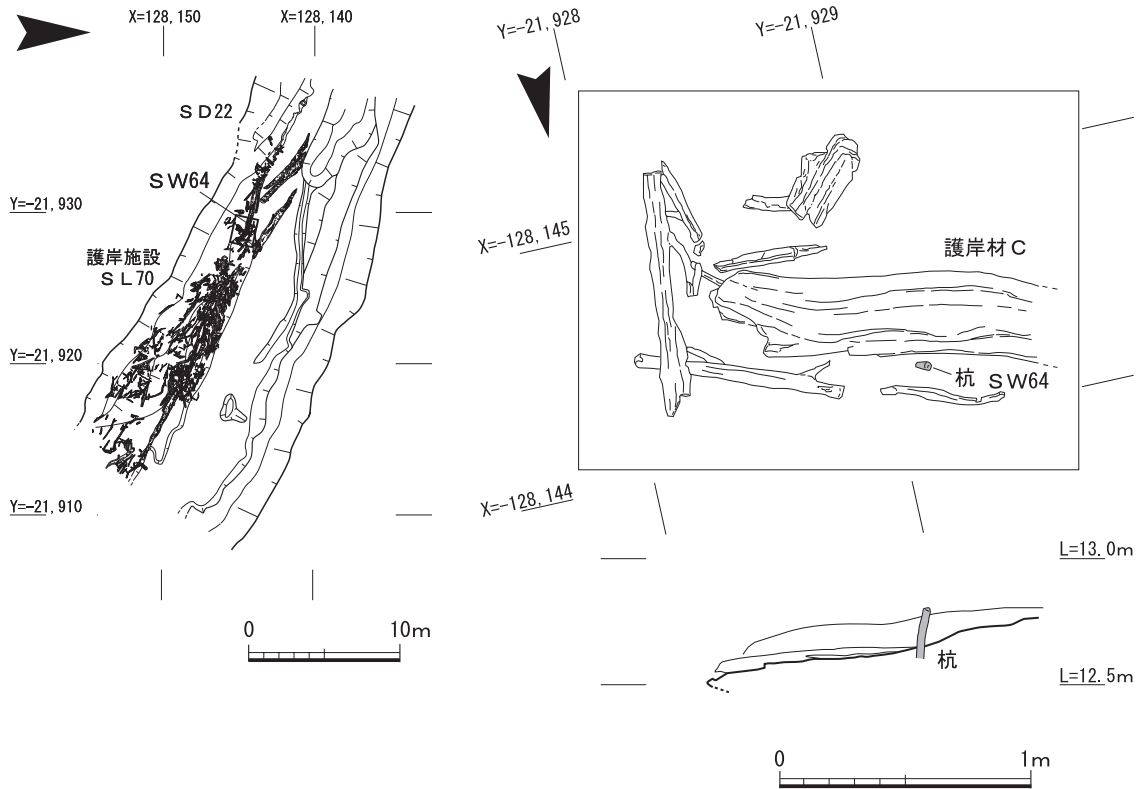 X=128,150
X=128,140
SD22
SW64
Y=-21,930
護岸施設
SL70
Y=-21,920
Y=-21,910
0 10m
Y=-21,928
Y=-21,929
X=-128,145
護岸材C
杭 SW64
X=-128,144
L=13.0m
杭
L=12.5m
0 1m